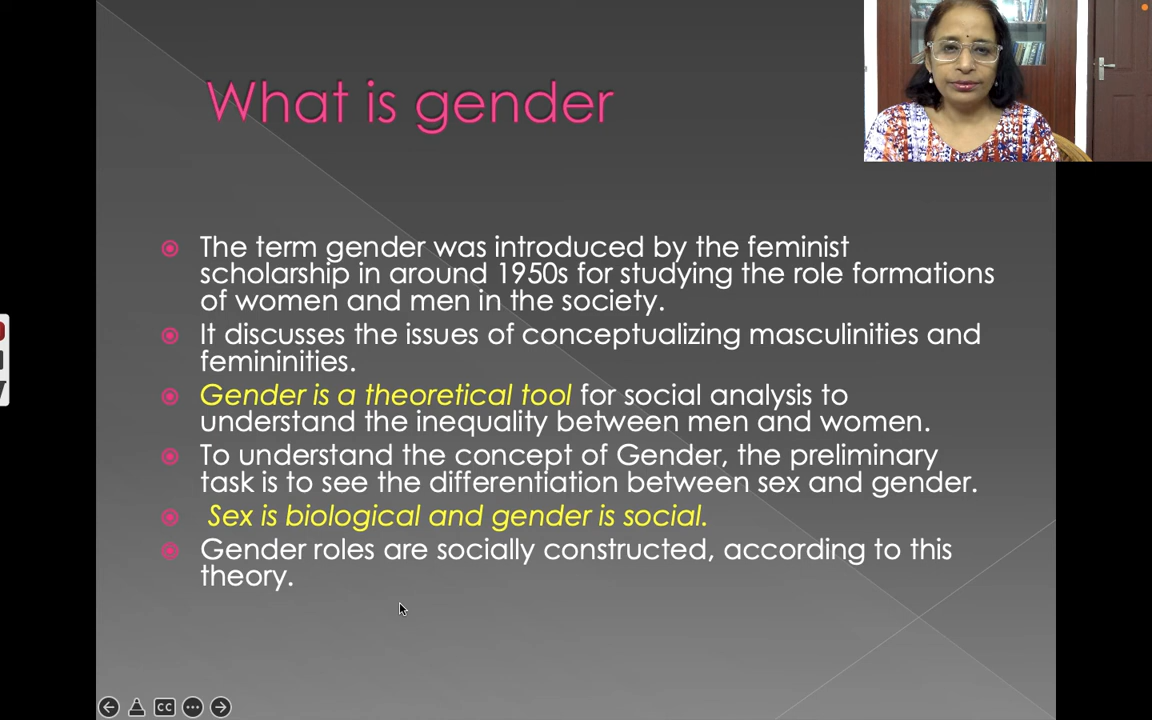 What is gender
The term gender was introduced by the feminist
scholarship in around 1950s for studying the role formations
of women and men in the society.
It discusses the issues of conceptualizing masculinities and
femininities.
Gender is a theoretical tool for social analysis to
understand the inequality between men and women.
To understand the concept of Gender, the preliminary
task is to see the differentiation between sex and gender.
Sex is biological and gender is social.
Gender roles are socially constructed, according to this
theory.
CC